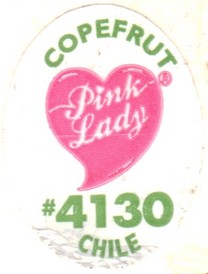 COPEFRUT
Pink
Lady
®
#4130
CHILE